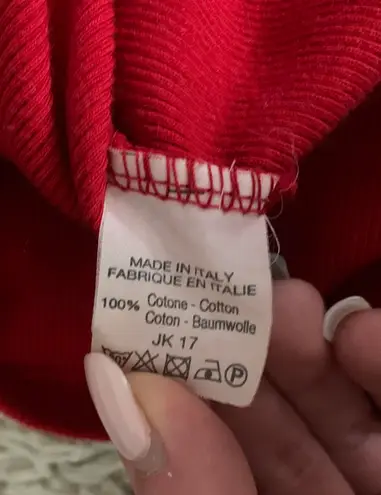 MADE IN ITALY
FABRIQUE EN ITALIE
100% Cotone - Cotton
Coton - Baumwolle
JK 17
P